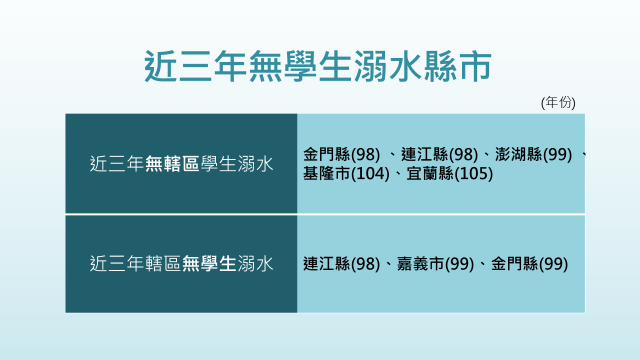 近三年無學生溺水縣市
(年份)
近三年無轄區學生溺水
金門縣(98) 、連江縣(98)、澎湖縣(99) 、
基隆市(104)、宜蘭縣(105)
近三年轄區無學生溺水
連江縣(98)、嘉義市(99)、金門縣(99)